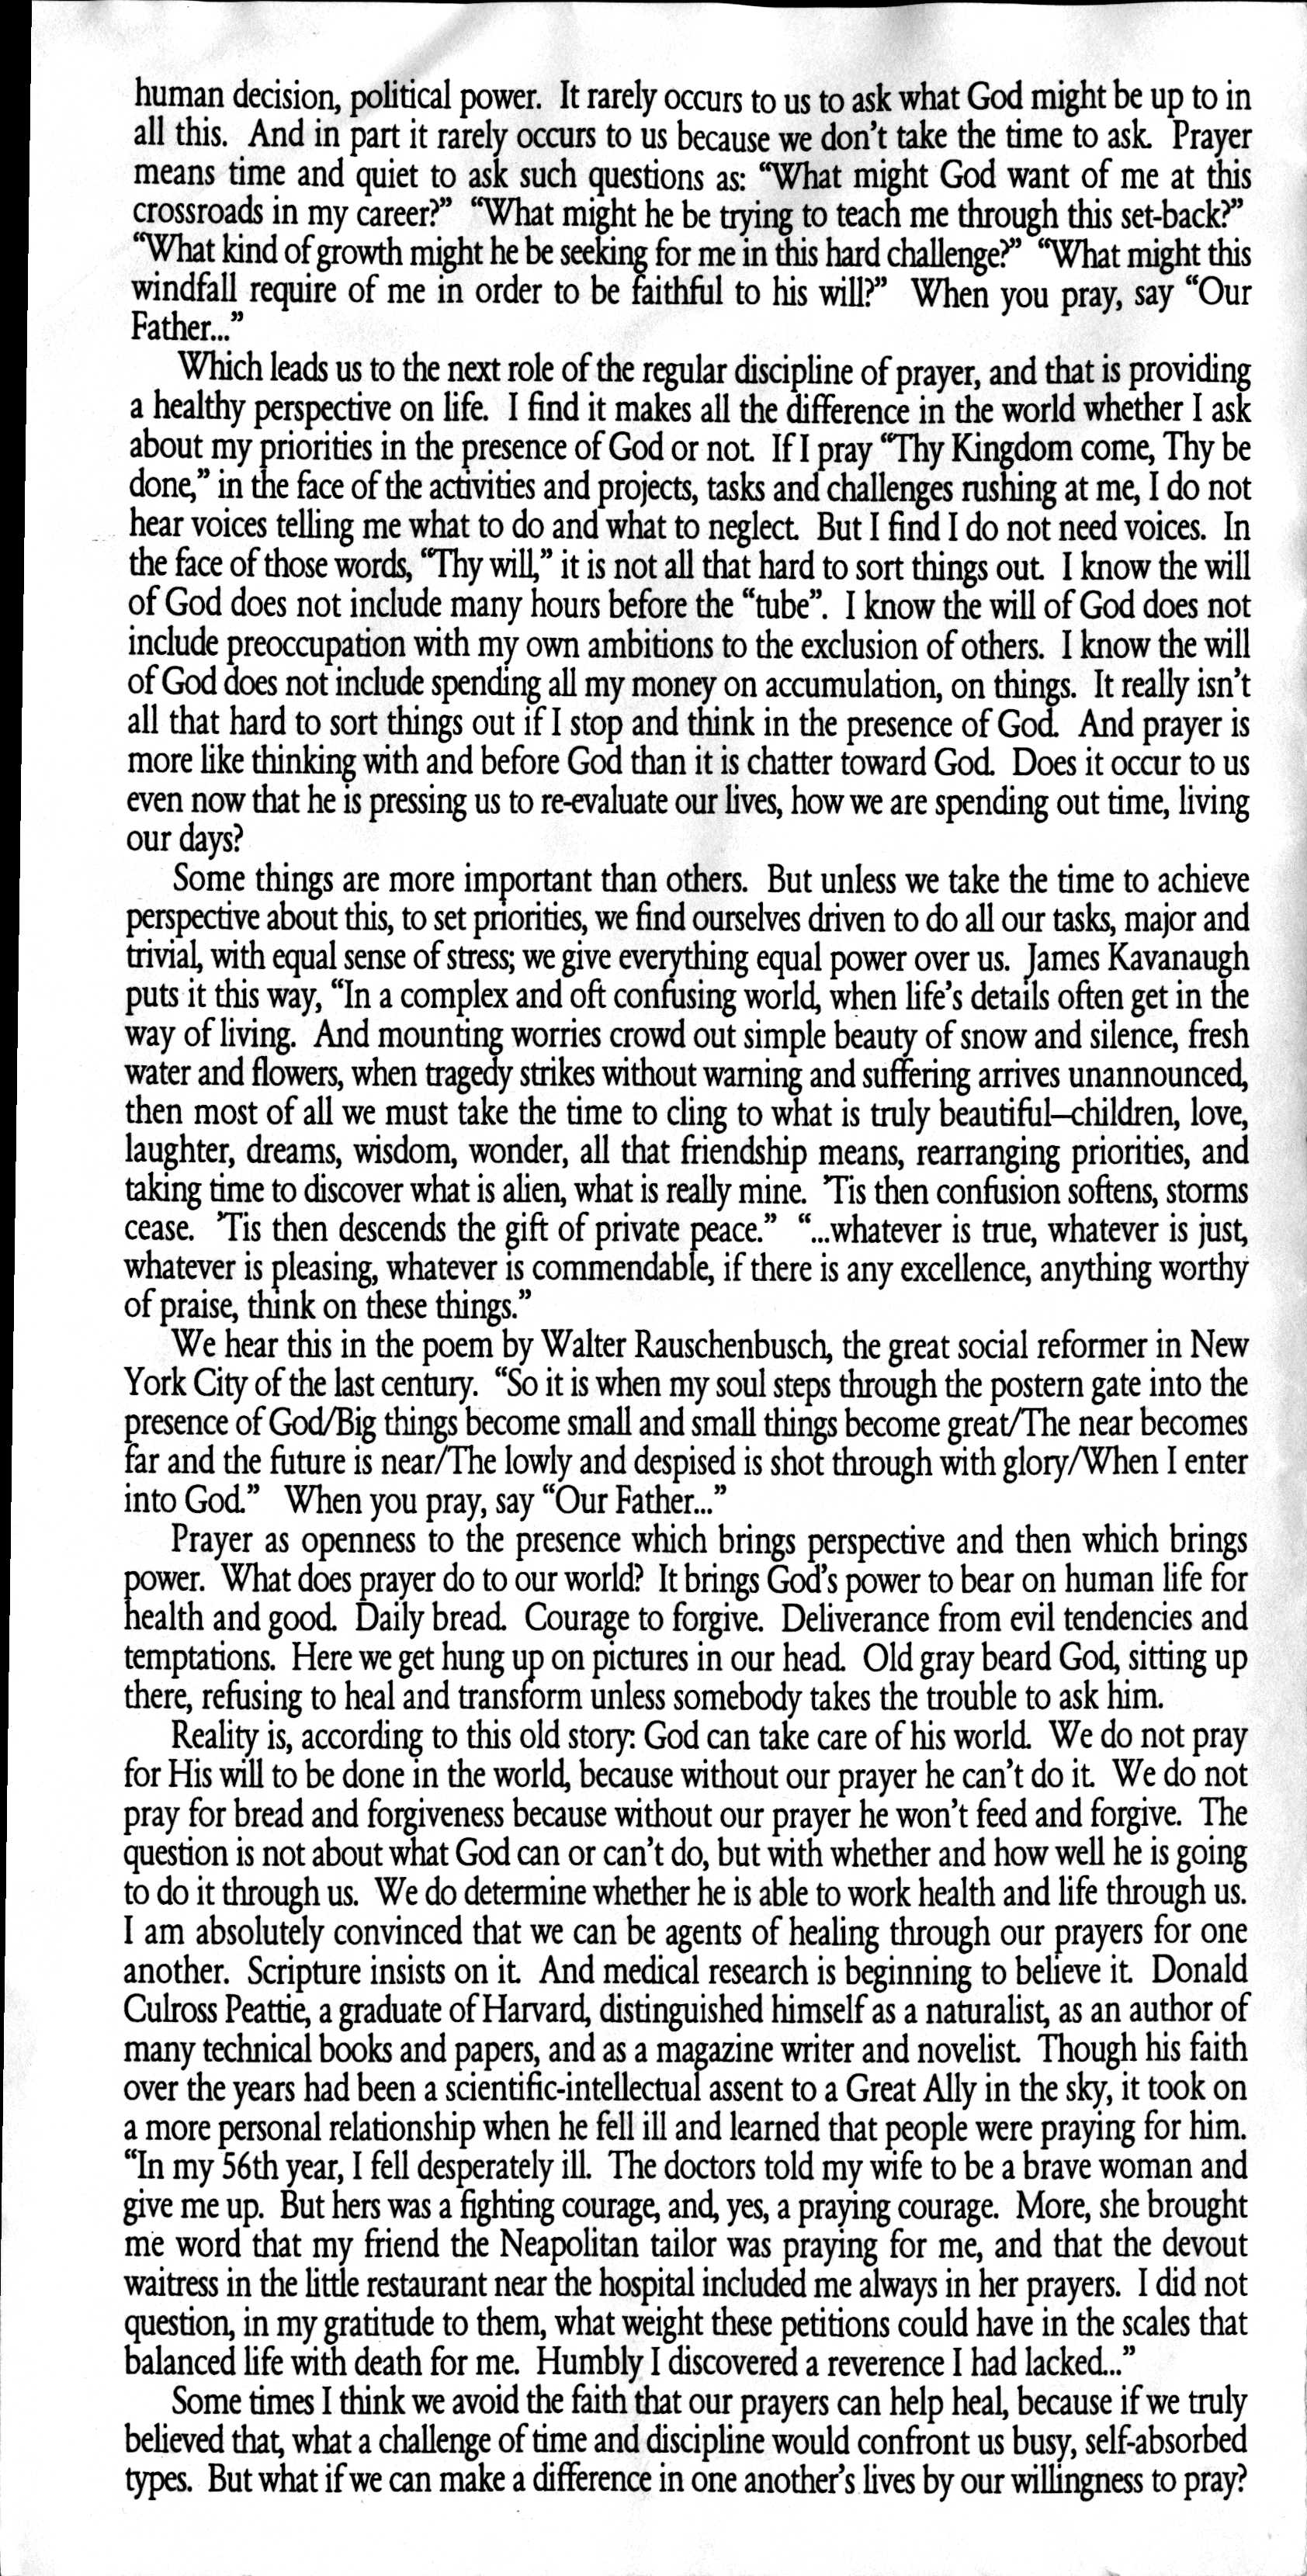 human decision, political power. It rarely occurs to us to ask what God might be up to in
all this. And in part it rarely occurs to us because we don't take the time to ask. Prayer
means time and quiet to ask such questions as: “What might God want of me at this
crossroads in my career?” “What might he be trying to teach me through this set-back?”
“What kind of growth might he be seeking for me in this hard challenge?” “What might this
windfall require of me in order to be faithful to his will?” When you pray, say “Our
Father...”
Which leads us to the next role of the regular discipline of prayer, and that is providing
a healthy perspective on life. I find it makes all the difference in the world whether I ask
about my priorities in the presence of God or not. If I pray “Thy Kingdom come, Thy be
done,” in the face of the activities and projects, tasks and challenges rushing at me, I do not
hear voices telling me what to do and what to neglect. But I find I do not need voices. In
the face of those words, “Thy will,” it is not all that hard to sort things out. I know the will
of God does not include many hours before the “tube”. I know the will of God does not
include preoccupation with my own ambitions to the exclusion of others. I know the will
of God does not include spending all my money on accumulation, on things. It really isn't
all that hard to sort things out if I stop and think in the presence of God. And prayer is
more like thinking with and before God than it is chatter toward God. Does it occur to us
even now that he is pressing us to re-evaluate our lives, how we are spending out time, living
our days?
Some things are more important than others. But unless we take the time to achieve
perspective about this, to set priorities, we find ourselves driven to do all our tasks, major and
trivial, with equal sense of stress; we give everything equal power over us. James Kavanaugh
puts it this way, “In a complex and oft confusing world, when life's details often get in the
way of living. And mounting worries crowd out simple beauty of snow and silence, fresh
water and flowers, when tragedy strikes without warning and suffering arrives unannounced,
then most of all we must take the time to cling to what is truly beautiful–children, love,
laughter, dreams, wisdom, wonder, all that friendship means, rearranging priorities, and
taking time to discover what is alien, what is really mine. 'Tis then confusion softens, storms
cease. 'Tis then descends the gift of private peace.” “...whatever is true, whatever is just,
whatever is pleasing, whatever is commendable, if there is any excellence, anything worthy
of praise, think on these things.”
We hear this in the poem by Walter Rauschenbusch, the great social reformer in New
York City of the last century. “So it is when my soul steps through the postern gate into the
presence of God/Big things become small and small things become great/The near becomes
far and the future is near/The lowly and despised is shot through with glory/When I enter
into God.” When you pray, say “Our Father...”
Prayer as openness to the presence which brings perspective and then which brings
power. What does prayer do to our world? It brings God's power to bear on human life for
health and good. Daily bread. Courage to forgive. Deliverance from evil tendencies and
temptations. Here we get hung up on pictures in our head. Old gray beard God, sitting up
there, refusing to heal and transform unless somebody takes the trouble to ask him.
Reality is, according to this old story: God can take care of his world. We do not pray
for His will to be done in the world, because without our prayer he can't do it. We do not
pray for bread and forgiveness because without our prayer he won't feed and forgive. The
question is not about what God can or can't do, but with whether and how well he is going
to do it through us. We do determine whether he is able to work health and life through us.
I am absolutely convinced that we can be agents of healing through our prayers for one
another. Scripture insists on it. And medical research is beginning to believe it. Donald
Culross Peattie, a graduate of Harvard, distinguished himself as a naturalist, as an author of
many technical books and papers, and as a magazine writer and novelist. Though his faith
over the years had been a scientific-intellectual assent to a Great Ally in the sky, it took on
a more personal relationship when he fell ill and learned that people were praying for him.
“In my 56th year, I fell desperately ill. The doctors told my wife to be a brave woman and
give me up. But hers was a fighting courage, and, yes, a praying courage. More, she brought
me word that my friend the Neapolitan tailor was praying for me, and that the devout
waitress in the little restaurant near the hospital included me always in her prayers. I did not
question, in my gratitude to them, what weight these petitions could have in the scales that
balanced life with death for me. Humbly I discovered a reverence I had lacked...”
Some times I think we avoid the faith that our prayers can help heal, because if we truly
believed that, what a challenge of time and discipline would confront us busy, self-absorbed
types. But what if we can make a difference in one another's lives by our willingness to pray?